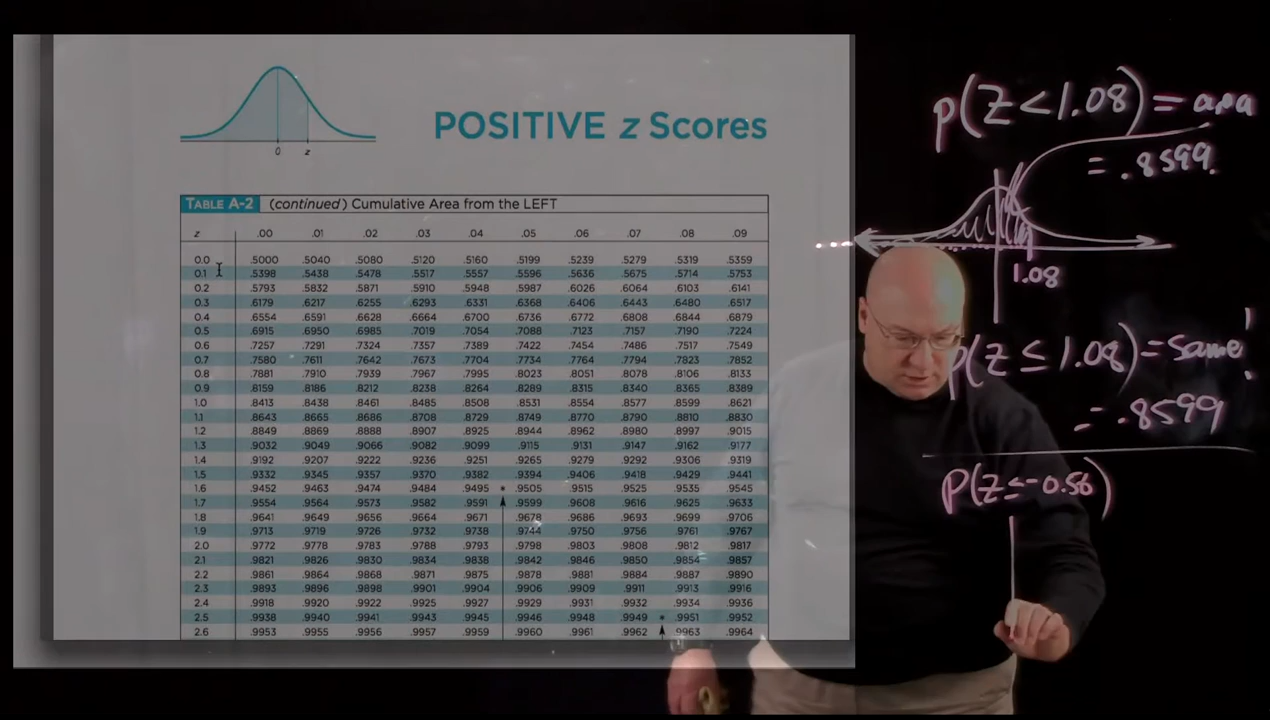 POSITIVE z Scores
0 z
TABLE A-2 (continued) Cumulative Area from the LEFT
z .00 .01 .02 .03 .04 .05 .06 .07 .08 .09
0.0 .5000 .5040 .5080 .5120 .5160 .5199 .5239 .5279 .5319 .5359
0.1 .5398 .5438 .5478 .5517 .5557 .5596 .5636 .5675 .5714 .5753
0.2 .5793 .5832 .5871 .5910 .5948 .5987 .6026 .6064 .6103 .6141
0.3 .6179 .6217 .6255 .6293 .6331 .6368 .6406 .6443 .6480 .6517
0.4 .6554 .6591 .6628 .6664 .6700 .6736 .6772 .6808 .6844 .6879
0.5 .6915 .6950 .6985 .7019 .7054 .7088 .7123 .7157 .7190 .7224
0.6 .7257 .7291 .7324 .7357 .7389 .7422 .7454 .7486 .7517 .7549
0.7 .7580 .7611 .7642 .7673 .7704 .7734 .7764 .7794 .7823 .7852
0.8 .7881 .7910 .7939 .7967 .7995 .8023 .8051 .8078 .8106 .8133
0.9 .8159 .8186 .8212 .8238 .8264 .8289 .8315 .8340 .8365 .8389
1.0 .8413 .8438 .8461 .8485 .8508 .8531 .8554 .8577 .8599 .8621
1.1 .8643 .8665 .8686 .8708 .8729 .8749 .8770 .8790 .8810 .8830
1.2 .8849 .8869 .8888 .8907 .8925 .8944 .8962 .8980 .8997 .9015
1.3 .9032 .9049 .9066 .9082 .9099 .9115 .9131 .9147 .9162 .9177
1.4 .9192 .9207 .9222 .9236 .9251 .9265 .9279 .9292 .9306 .9319
1.5 .9332 .9345 .9357 .9370 .9382 .9394 .9406 .9418 .9429 .9441
1.6 .9452 .9463 .9474 .9484 .9495 * .9505 .9515 .9525 .9535 .9545
1.7 .9554 .9564 .9573 .9582 .9591 .9599 .9608 .9616 .9625 .9633
1.8 .9641 .9649 .9656 .9664 .9671 .9678 .9686 .9693 .9699 .9706
1.9 .9713 .9719 .9726 .9732 .9738 .9744 .9750 .9756 .9761 .9767
2.0 .9772 .9778 .9783 .9788 .9793 .9798 .9803 .9808 .9812 .9817
2.1 .9821 .9826 .9830 .9834 .9838 .9842 .9846 .9850 .9854 .9857
2.2 .9861 .9864 .9868 .9871 .9875 .9878 .9881 .9884 .9887 .9890
2.3 .9893 .9896 .9898 .9901 .9904 .9906 .9909 .9911 .9913 .9916
2.4 .9918 .9920 .9922 .9925 .9927 .9929 .9931 .9932 .9934 .9936
2.5 .9938 .9940 .9941 .9943 .9945 .9946 .9948 .9949 * .9951 .9952
2.6 .9953 .9955 .9956 .9957 .9959 .9960 .9961 .9962 .9963 .9964
P(Z < 1.08) = area
= .8599
1.08
P(Z ≤ 1.08) = Same!
= .8599
P(Z ≤ -0.56)